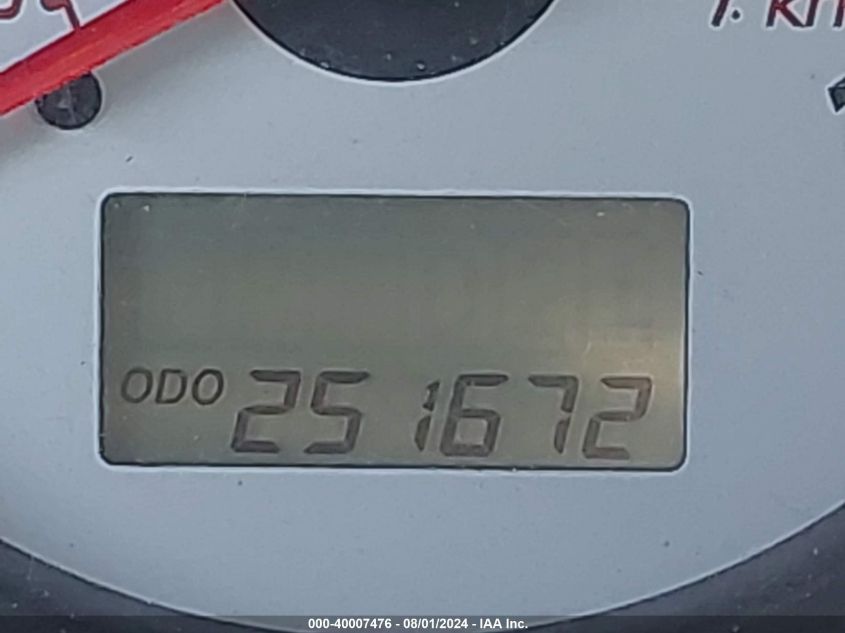 ODO 251672
000-40007476 - 08/01/2024 - IAA Inc.